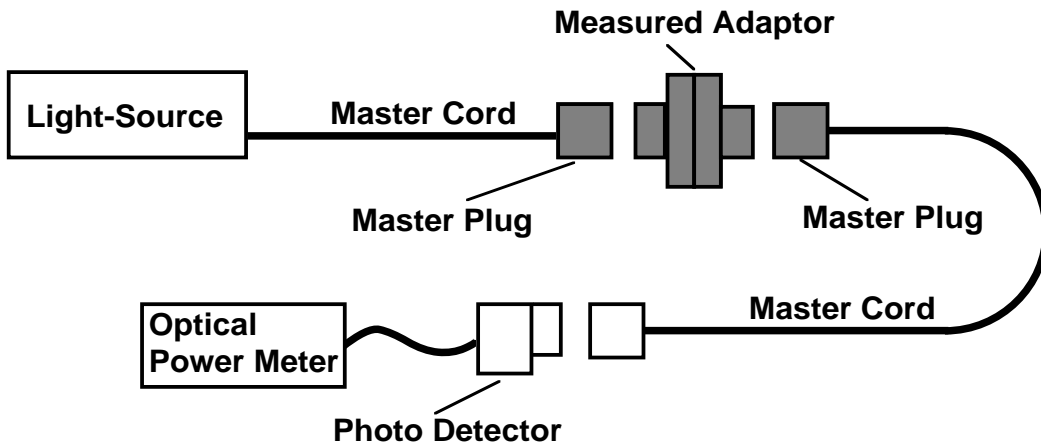 Measured Adaptor
Light-Source
Master Cord
Master Plug
Master Plug
Optical
Power Meter
Master Cord
Photo Detector